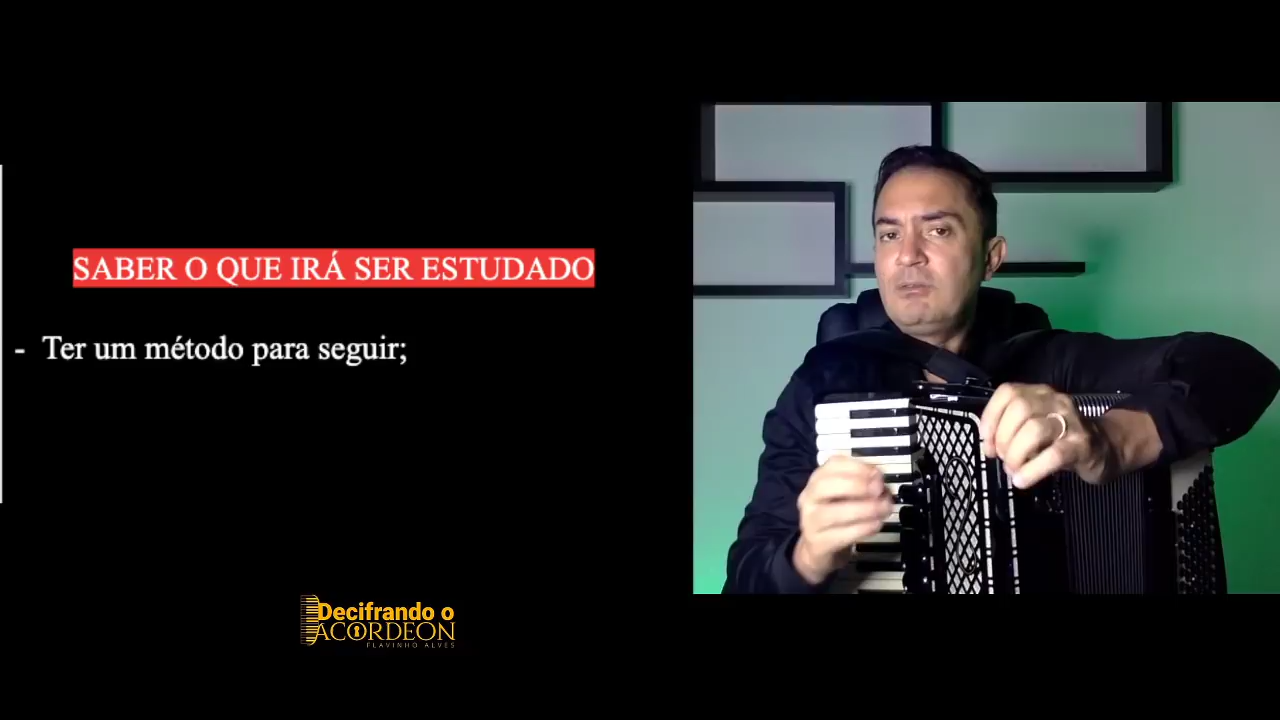 SABER O QUE IRÁ SER ESTUDADO
- Ter um método para seguir;
Decifrando o
ACORDEON
FLAVINHO ALVES